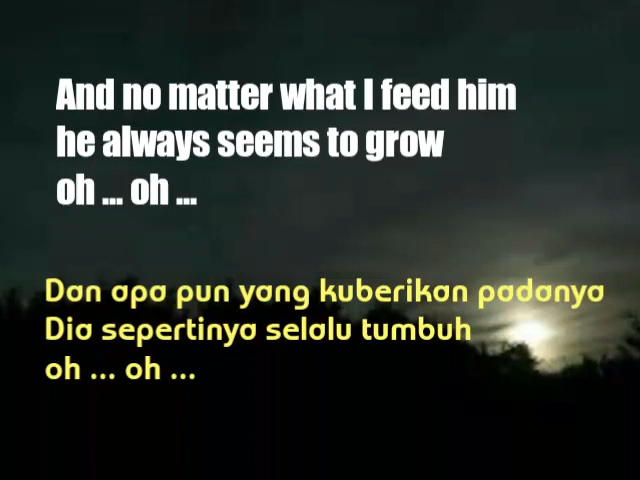 And no matter what I feed him
he always seems to grow
oh ... oh ...
Dan apa pun yang kuberikan padanya
Dia sepertinya selalu tumbuh
oh ... oh ...